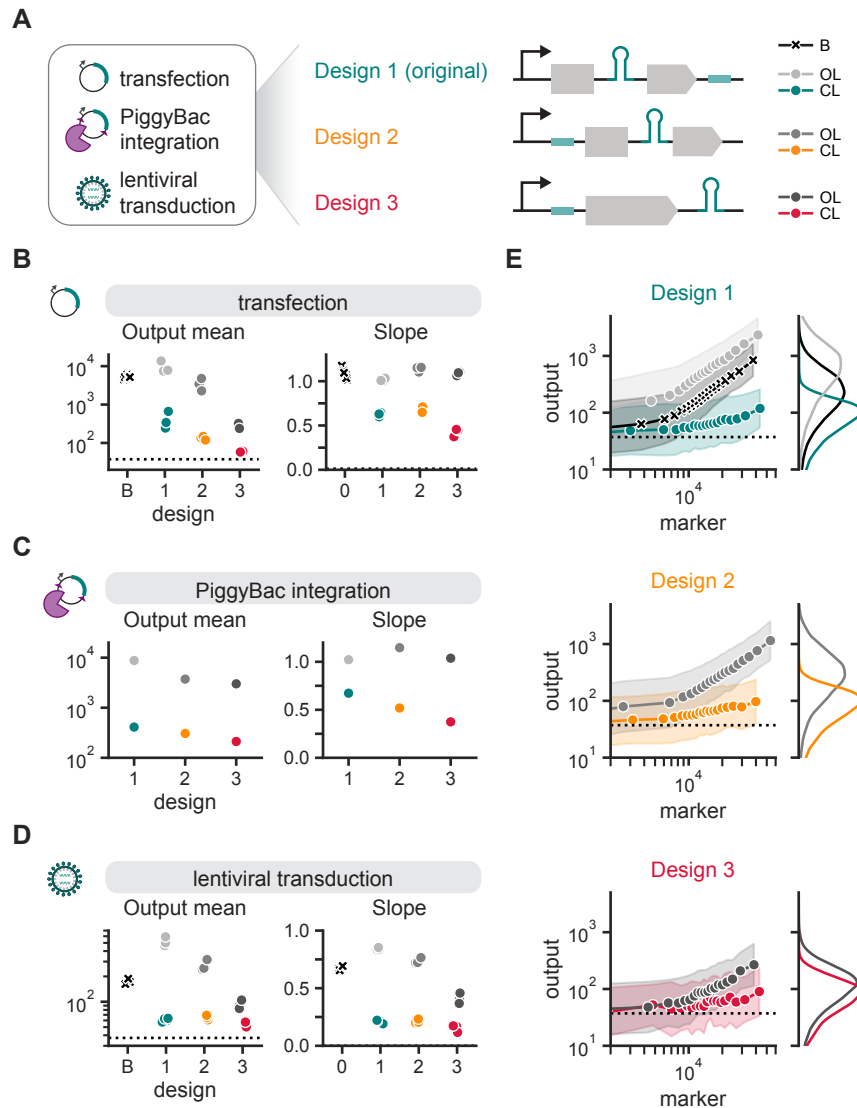 A
transfection
PiggyBac
integration
lentiviral
transduction
Design 1 (original)
Design 2
Design 3
B
OL
CL
OL
CL
OL
CL
B
transfection
Output mean
Slope
10⁴
10³
10²
B
1
2
3
design
1.0
0.5
0.0
0
1
2
3
C
PiggyBac integration
Output mean
Slope
10⁴
10³
10²
1
2
3
design
1.0
0.5
0.0
1
2
3
D
lentiviral transduction
Output mean
Slope
10²
B
1
2
3
design
1.0
0.5
0.0
0
1
2
3
E
Design 1
output
10³
10²
10¹
10⁴
marker
Design 2
output
10³
10²
10¹
10⁴
marker
Design 3
output
10³
10²
10¹
10⁴
marker